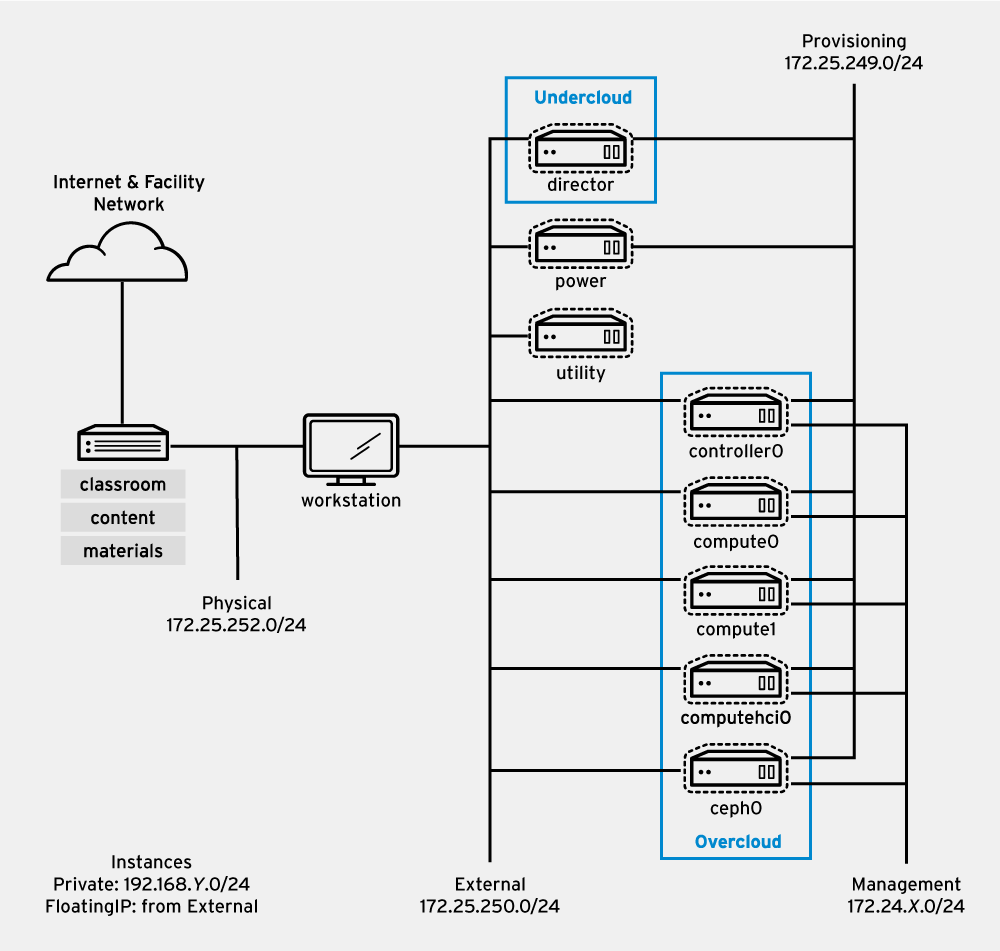 Provisioning
172.25.249.0/24
Undercloud
director
Internet & Facility
Network
power
utility
controller0
classroom
content
materials
workstation
compute0
Physical
172.25.252.0/24
compute1
computehci0
ceph0
Overcloud
Instances
Private: 192.168.Y.0/24
FloatingIP: from External
External
172.25.250.0/24
Management
172.24.X.0/24